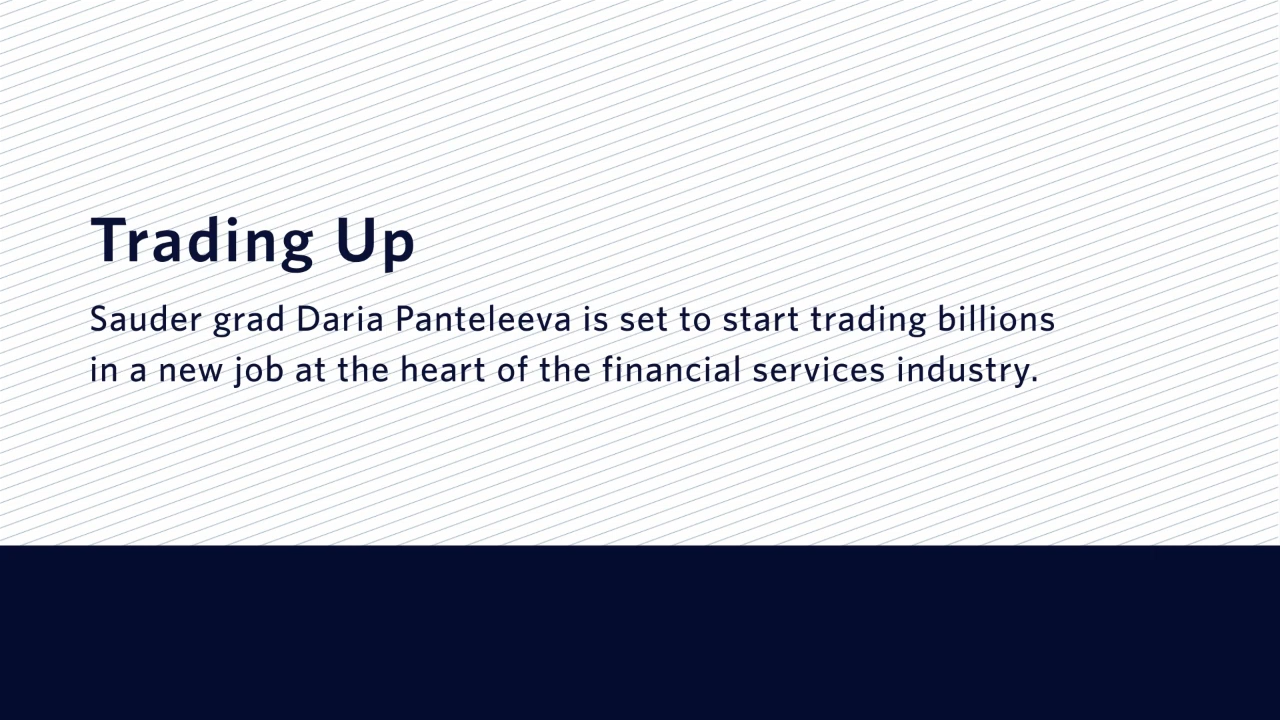 Trading Up
Sauder grad Daria Panteleeva is set to start trading billions
in a new job at the heart of the financial services industry.